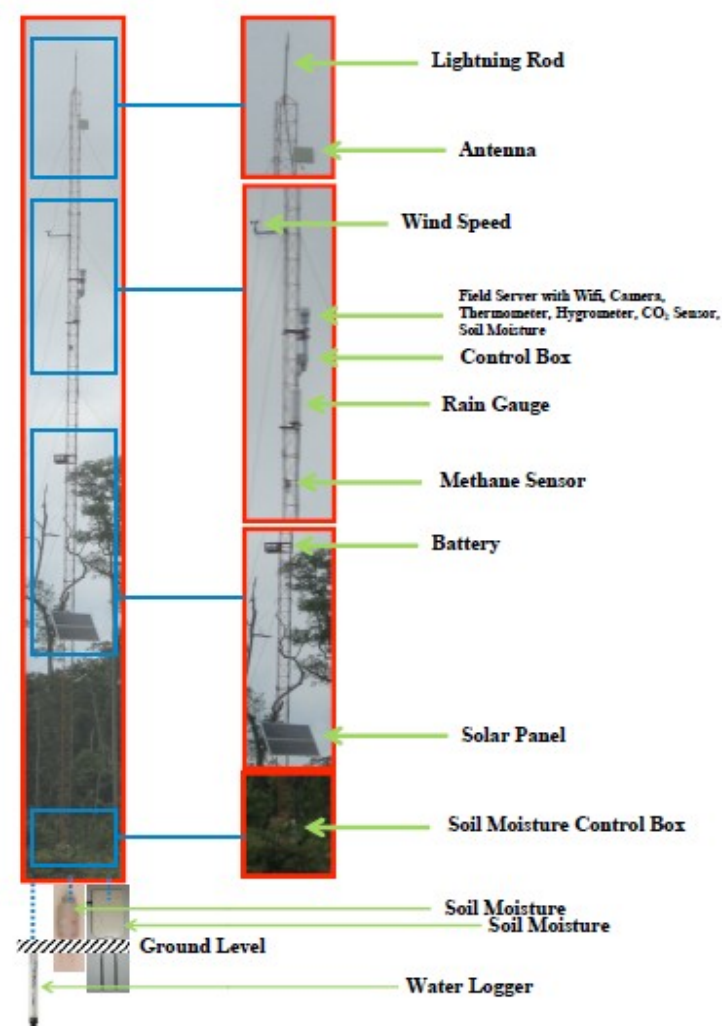 Lightning Rod
Antenna
Wind Speed
Field Server with Wifi, Camera,
Thermometer, Hygrometer, CO₂ Sensor,
Soil Moisture
Control Box
Rain Gauge
Methane Sensor
Battery
Solar Panel
Soil Moisture Control Box
Soil Moisture
Soil Moisture
Ground Level
Water Logger